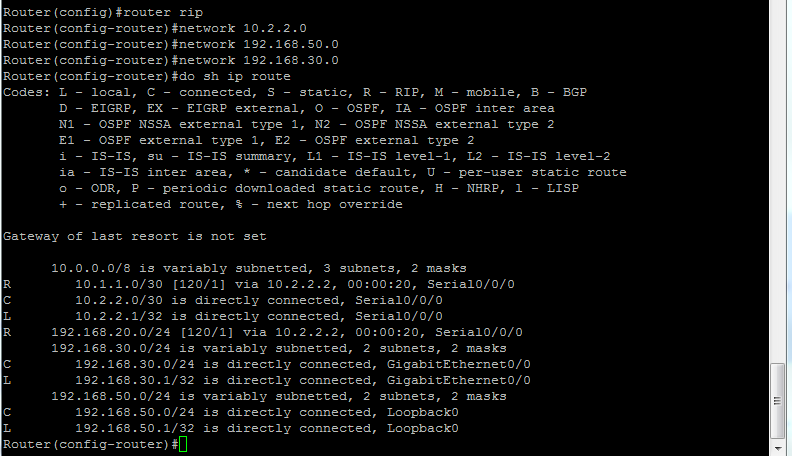 Router(config)#router rip
Router(config-router)#network 10.2.2.0
Router(config-router)#network 192.168.50.0
Router(config-router)#network 192.168.30.0
Router(config-router)#do sh ip route
Codes: L - local, C - connected, S - static, R - RIP, M - mobile, B - BGP
       D - EIGRP, EX - EIGRP external, O - OSPF, IA - OSPF inter area
       N1 - OSPF NSSA external type 1, N2 - OSPF NSSA external type 2
       E1 - OSPF external type 1, E2 - OSPF external type 2
       i - IS-IS, su - IS-IS summary, L1 - IS-IS level-1, L2 - IS-IS level-2
       ia - IS-IS inter area, * - candidate default, U - per-user static route
       o - ODR, P - periodic downloaded static route, H - NHRP, l - LISP
       + - replicated route, % - next hop override

Gateway of last resort is not set

      10.0.0.0/8 is variably subnetted, 3 subnets, 2 masks
R        10.1.1.0/30 [120/1] via 10.2.2.2, 00:00:20, Serial0/0/0
C        10.2.2.0/30 is directly connected, Serial0/0/0
L        10.2.2.1/32 is directly connected, Serial0/0/0
R     192.168.20.0/24 [120/1] via 10.2.2.2, 00:00:20, Serial0/0/0
      192.168.30.0/24 is variably subnetted, 2 subnets, 2 masks
C        192.168.30.0/24 is directly connected, GigabitEthernet0/0
L        192.168.30.1/32 is directly connected, GigabitEthernet0/0
      192.168.50.0/24 is variably subnetted, 2 subnets, 2 masks
C        192.168.50.0/24 is directly connected, Loopback0
L        192.168.50.1/32 is directly connected, Loopback0
Router(config-router)#